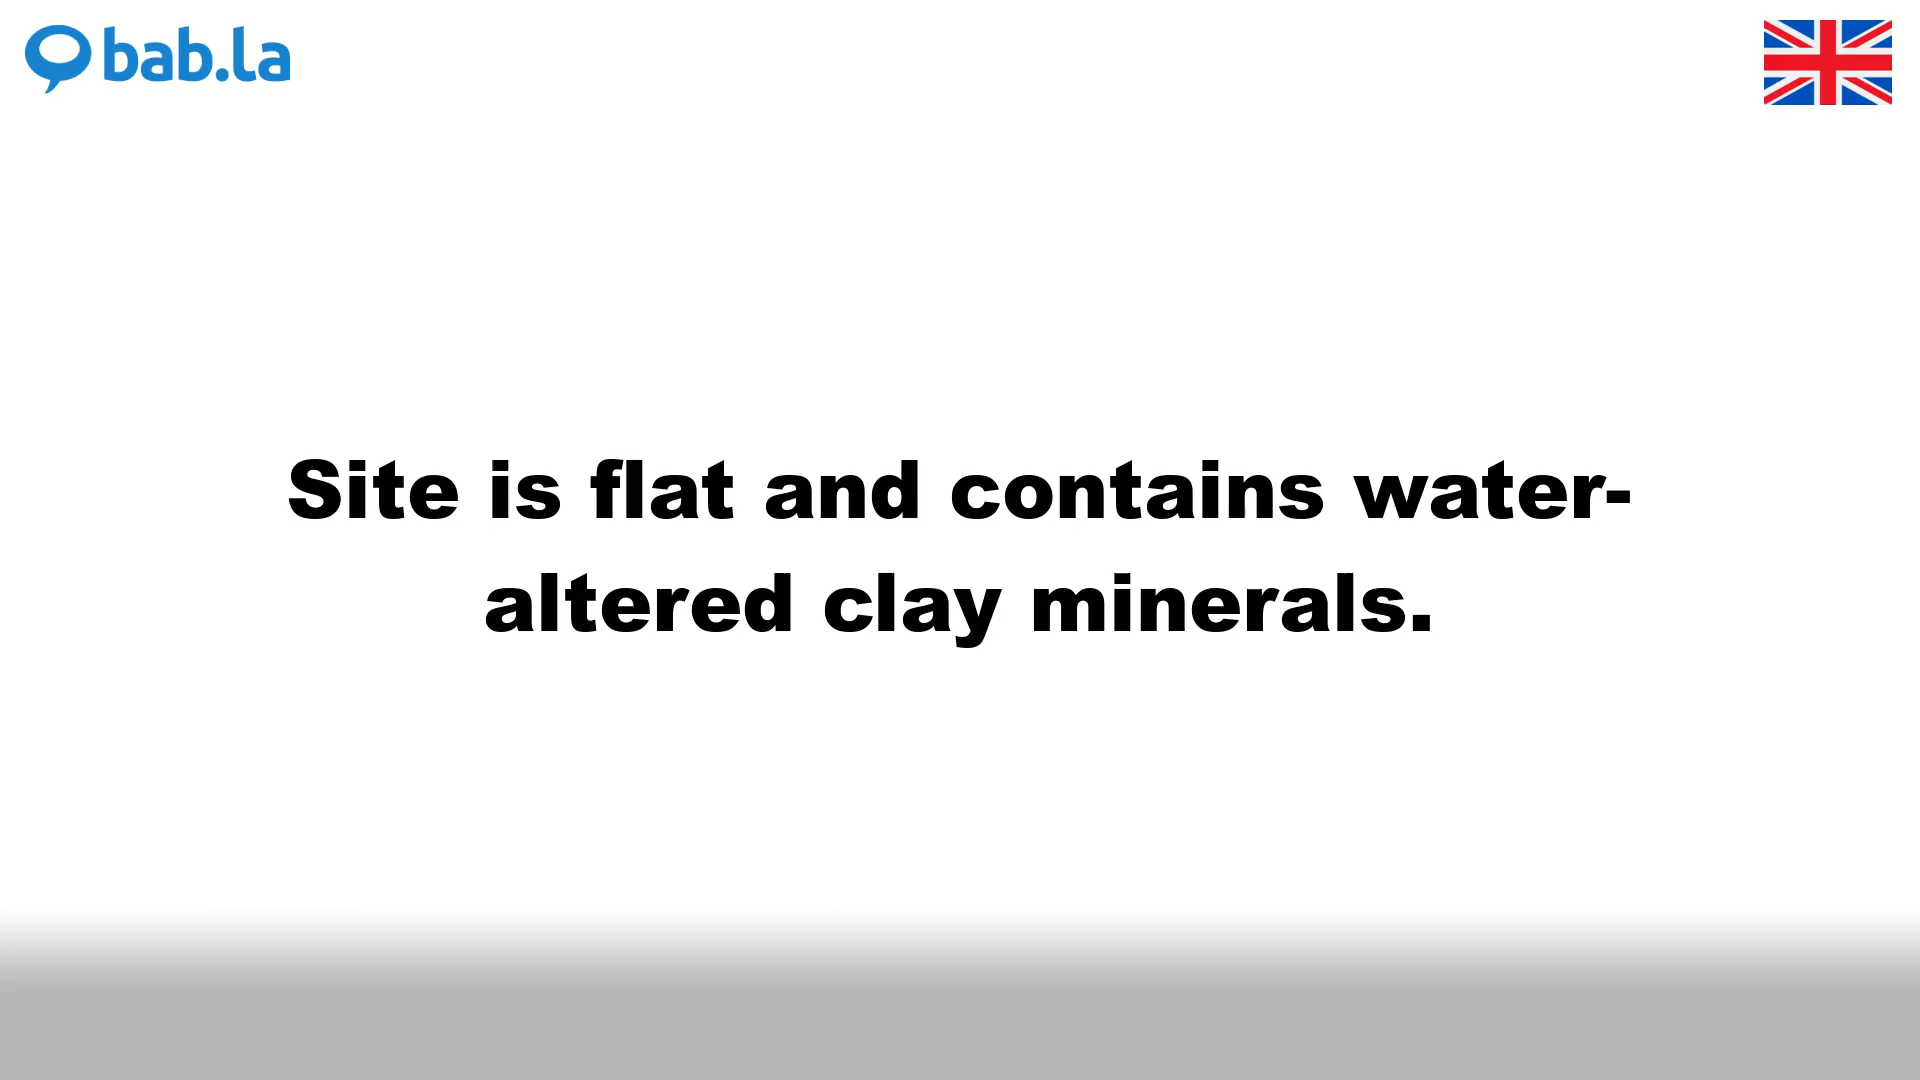 bab.la
Site is flat and contains water-
altered clay minerals.